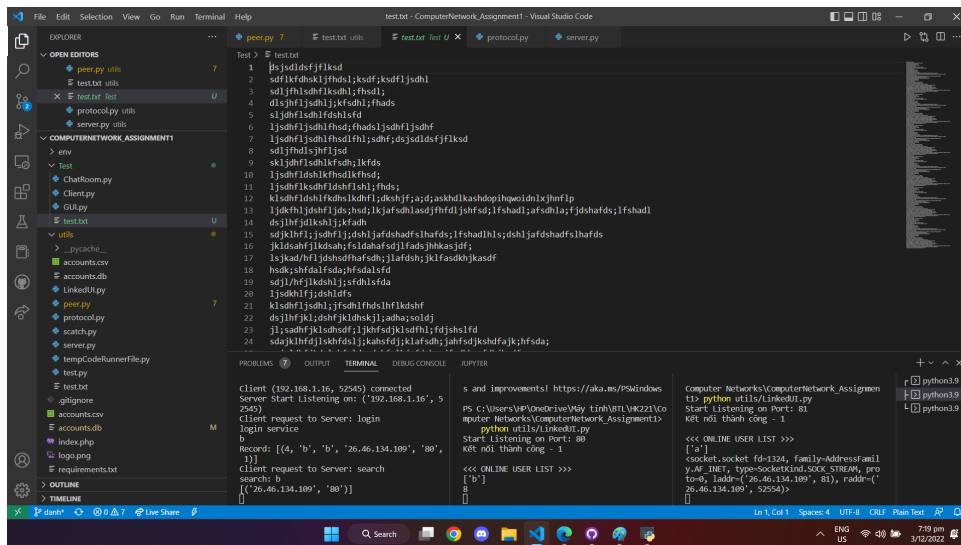 File Edit Selection View Go Run Terminal Help
test.txt - ComputerNetwork_Assignment1 - Visual Studio Code
EXPLORER
OPEN EDITORS
peer.py utils 7
test.txt utils
test.txt Test U
protocol.py utils
server.py utils
COMPUTERNETWORK_ASSIGNMENT1
env
Test
ChatRoom.py
Client.py
GUI.py
test.txt U
utils
__pycache__
accounts.csv
accounts.db
LinkedUI.py
peer.py 7
protocol.py
scatch.py
server.py
tempCodeRunnerFile.py
test.py
test.txt
.gitignore
accounts.csv
accounts.db M
index.php
logo.png
requirements.txt
OUTLINE
TIMELINE
peer.py 7 test.txt utils test.txt Test U protocol.py server.py
Test > test.txt
1 dsjsdldsfjflksd
2 sdflkfdhskljfhdsl;ksdf;ksdfljsdhl
3 sdljfhlsdhflksdhl;fhsdl;
4 dlsjhfljsdhlj;kfsdhl;fhads
5 sljdhflsdhlfdshlsfd
6 ljsdhfljsdhlfhsd;fhadsljsdhfljsdhf
7 ljsdhfljsdhlfhsdlfhl;sdhf;dsjsdldsfjflksd
8 sdljfhdlsjhfljsd
9 skljdhflsdhlkfsdh;lkfds
10 ljsdhfldshlkfhsdlkfhsd;
11 ljsdhflksdhfldshflshl;fhds;
12 klsdhfldshlfkdhslkdhfl;dkshjf;a;d;askhdlkashdopihqwoidnlxjhnflp
13 ljdkfhljdshfljds;hsd;lkjafsdhlasdjfhfdljshfsd;lfshadl;afsdhla;fjdshafds;lfshadl
14 dsjlhfjdlkshlj;kfadh
15 sdjklhflj;jsdhflj;dshljafdshadfslhafds;lfshadlhls;dshljafdshadfslhafds
16 jkldsahfjlkdsah;fsldahafsdjlfadsjhhkasjdf;
17 lsjkad/hfljdshsdfhafsdh;jlafdsh;jklfasdkhjkasdf
18 hsdk;shfdalfsda;hfsdalsfd
19 sdjl/hfjlkdshlj;sfdhlsfda
20 ljsdkhlfj;dshldfs
21 klsdhfljsdhl;jfsdhlfhdslhflkdshf
22 dsjlhfjkl;dshfjkldhskjl;adha;soldj
23 jl;sadhfjklsdhsdf;ljkhfsdjklsdfhl;fdjshslfd
24 sdajklhfdjlskhfdslj;kahsfdj;klafsdh;jahfsdjkshdfajk;hfsda;
PROBLEMS 7 OUTPUT TERMINAL DEBUG CONSOLE JUPYTER
Client (192.168.1.16, 52545) connected
Server Start Listening on: ('192.168.1.16', 5
2545)
Client request to Server: login
login service
b
Record: [(4, 'b', 'b', '26.46.134.109', '80',
1)]
Client request to Server: search
search: b
[('26.46.134.109', '80')]
s and improvements! https://aka.ms/PSWindows
PS C:\Users\HP\OneDrive\Máy tính\BTL\HK221\Co
mputer Networks\ComputerNetwork_Assignment1>
python utils/LinkedUI.py
Start Listening on Port: 80
Kết nối thành công - 1
<<< ONLINE USER LIST >>>
['b']
8
Computer Networks\ComputerNetwork_Assignmen
t1> python utils/LinkedUI.py
Start Listening on Port: 81
Kết nối thành công - 1
<<< ONLINE USER LIST >>>
['a']
<socket.socket fd=1324, family=AddressFamil
y.AF_INET, type=SocketKind.SOCK_STREAM, pro
to=0, laddr=('26.46.134.109', 81), raddr=('
26.46.134.109', 52554)>
python3.9
python3.9
python3.9
danh* 0 7 Live Share
Ln 1, Col 1 Spaces: 4 UTF-8 CRLF Plain Text
Search
ENG
US
7:19 pm
3/12/2022